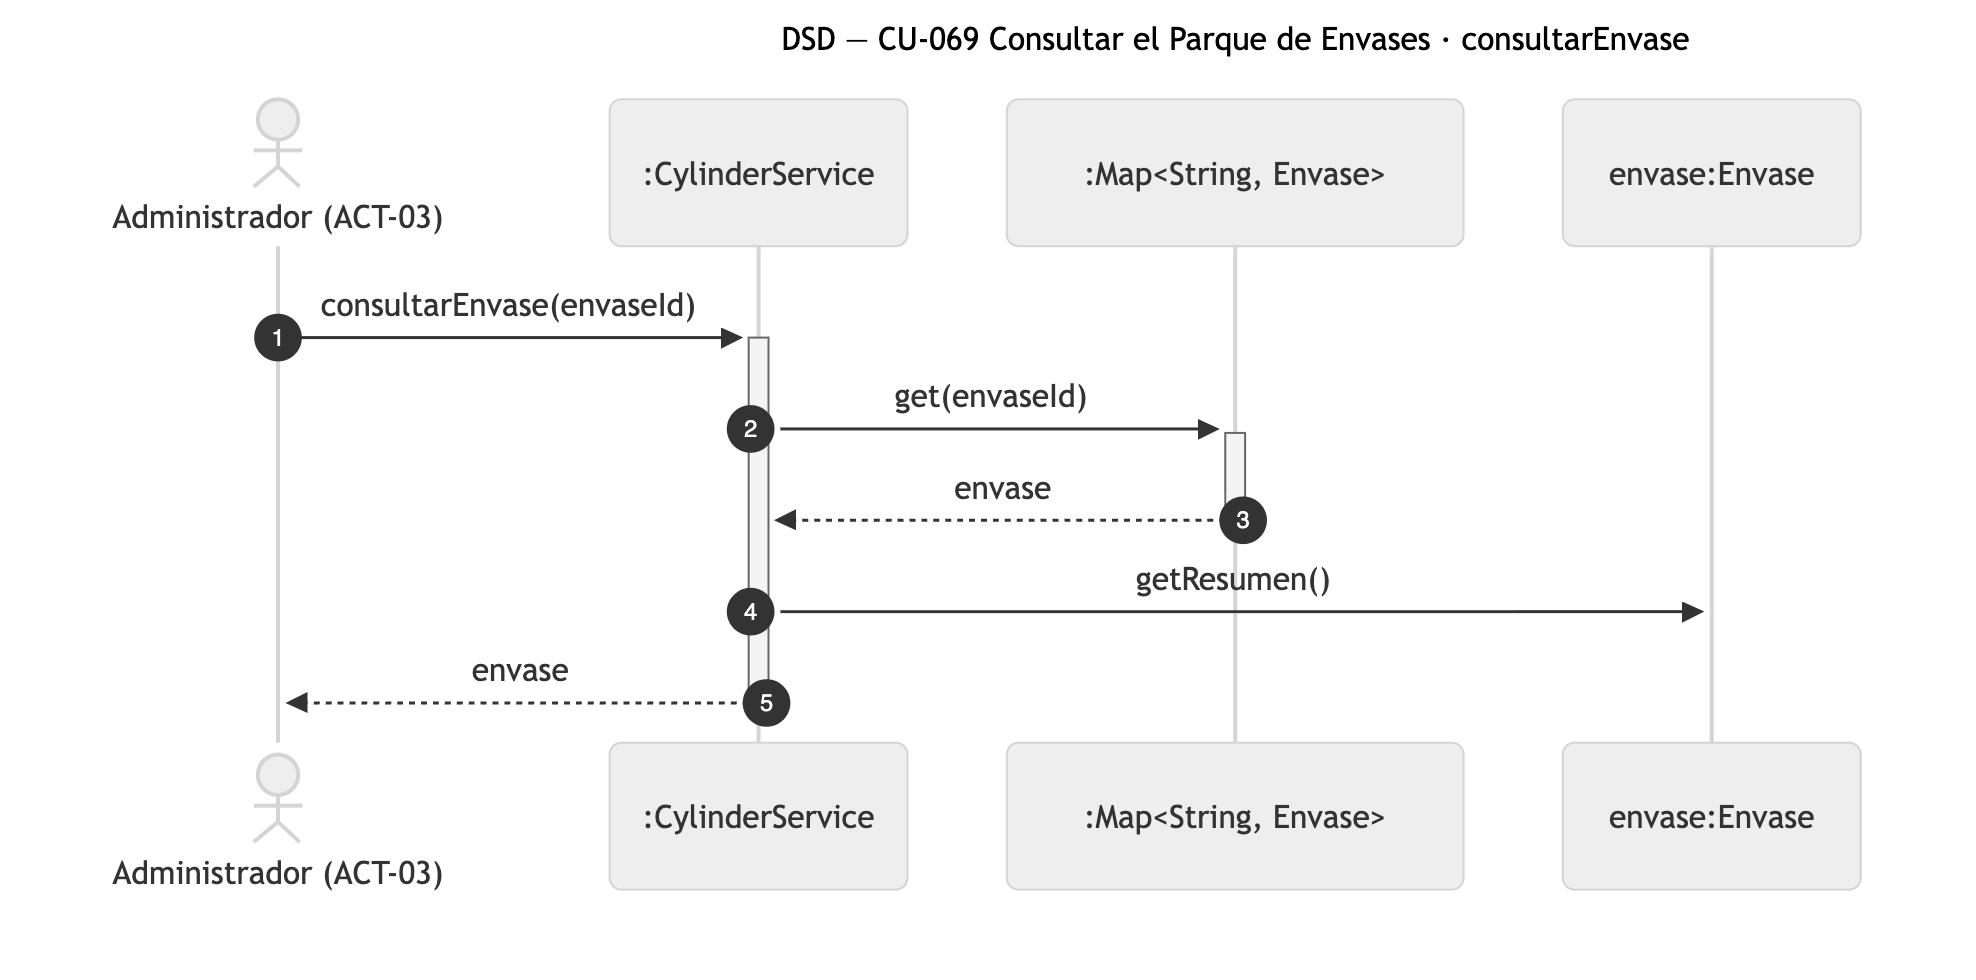 DSD — CU-069 Consultar el Parque de Envases · consultarEnvase
Administrador (ACT-03)
:CylinderService
:Map<String, Envase>
envase:Envase
consultarEnvase(envaseId)
1
get(envaseId)
2
envase
3
getResumen()
4
envase
5
Administrador (ACT-03)
:CylinderService
:Map<String, Envase>
envase:Envase